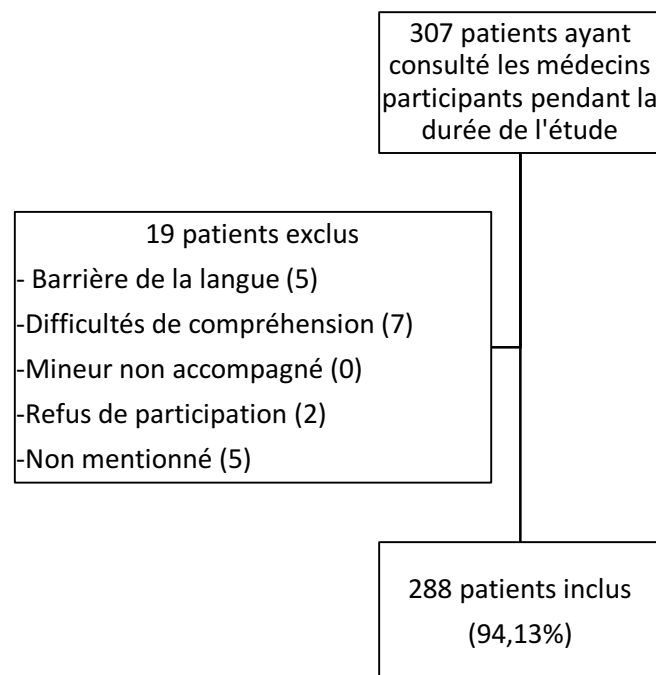 307 patients ayant
consulté les médecins
participants pendant la
durée de l'étude
19 patients exclus
- Barrière de la langue (5)
-Difficultés de compréhension (7)
-Mineur non accompagné (0)
-Refus de participation (2)
-Non mentionné (5)
288 patients inclus
(94,13%)